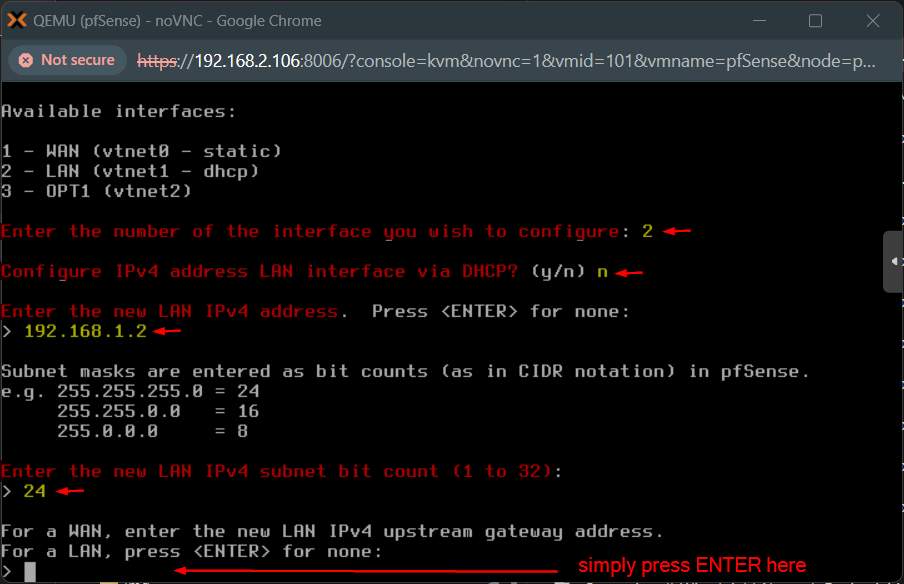 QEMU (pfSense) - noVNC - Google Chrome
Not secure https://192.168.2.106:8006/?console=kvm&novnc=1&vmid=101&vmname=pfSense&node=p...
Available interfaces:
1 - WAN (vtnet0 - static)
2 - LAN (vtnet1 - dhcp)
3 - OPT1 (vtnet2)
Enter the number of the interface you wish to configure: 2
Configure IPv4 address LAN interface via DHCP? (y/n) n
Enter the new LAN IPv4 address.  Press <ENTER> for none:
> 192.168.1.2
Subnet masks are entered as bit counts (as in CIDR notation) in pfSense.
e.g. 255.255.255.0 = 24
255.255.0.0   = 16
255.0.0.0     = 8
Enter the new LAN IPv4 subnet bit count (1 to 32):
> 24
For a WAN, enter the new LAN IPv4 upstream gateway address.
For a LAN, press <ENTER> for none:
> simply press ENTER here